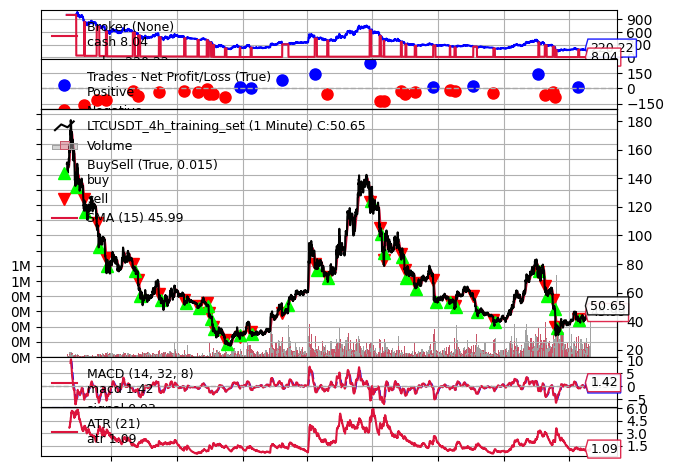 Broker (None)
cash 8.04
900
600
300
0
220.22
8.04
Trades - Net Profit/Loss (True)
Positive
Negative
150
0
−150
LTCUSDT_4h_training_set (1 Minute) C:50.65
Volume
BuySell (True, 0.015)
buy
sell
SMA (15) 45.99
180
160
140
120
100
80
60
40
20
50.65
1M
1M
0M
0M
0M
0M
0M
MACD (14, 32, 8)
macd 1.42
10
5
0
−5
1.42
ATR (21)
atr 1.09
6.0
4.5
3.0
1.5
1.09